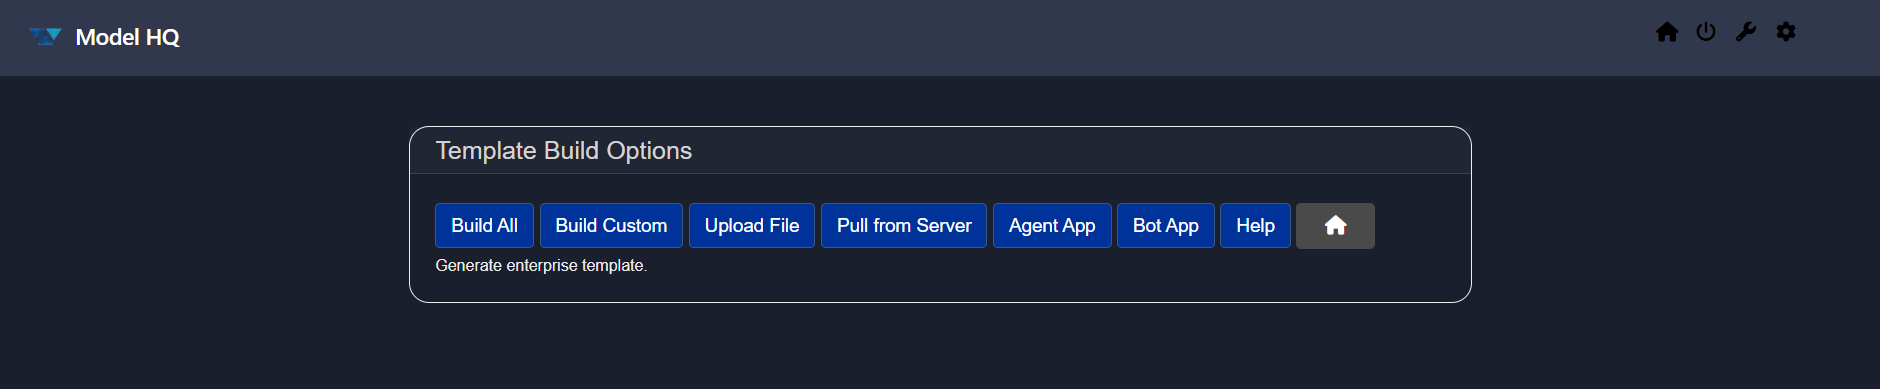 Model HQ
Template Build Options
Build All Build Custom Upload File Pull from Server Agent App Bot App Help
Generate enterprise template.